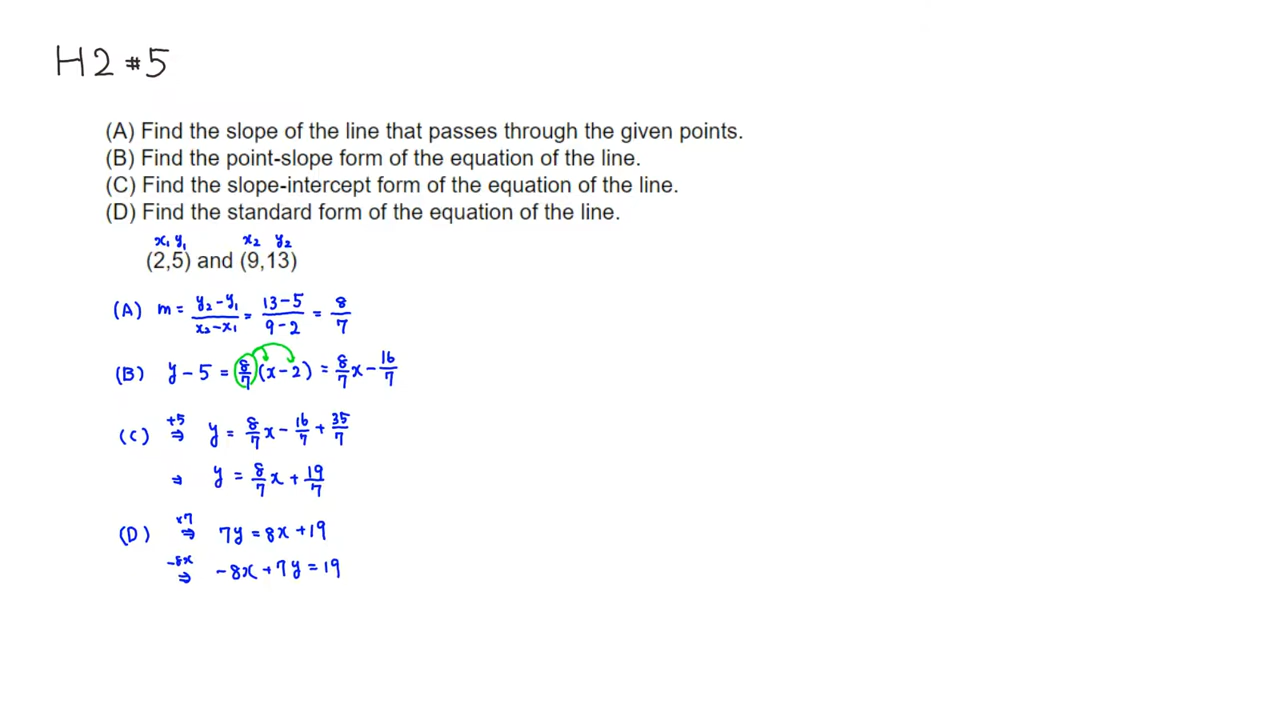 H2 #5
(A) Find the slope of the line that passes through the given points.
(B) Find the point-slope form of the equation of the line.
(C) Find the slope-intercept form of the equation of the line.
(D) Find the standard form of the equation of the line.
x₁ y₁ x₂ y₂
(2,5) and (9,13)
(A) m = (y₂-y₁)/(x₂-x₁) = (13-5)/(9-2) = 8/7
(B) y - 5 = 8/7 (x - 2) = 8/7 x - 16/7
(C) +5 ⇒ y = 8/7 x - 16/7 + 35/7
⇒ y = 8/7 x + 19/7
(D) ×7 ⇒ 7y = 8x + 19
-8x ⇒ -8x + 7y = 19